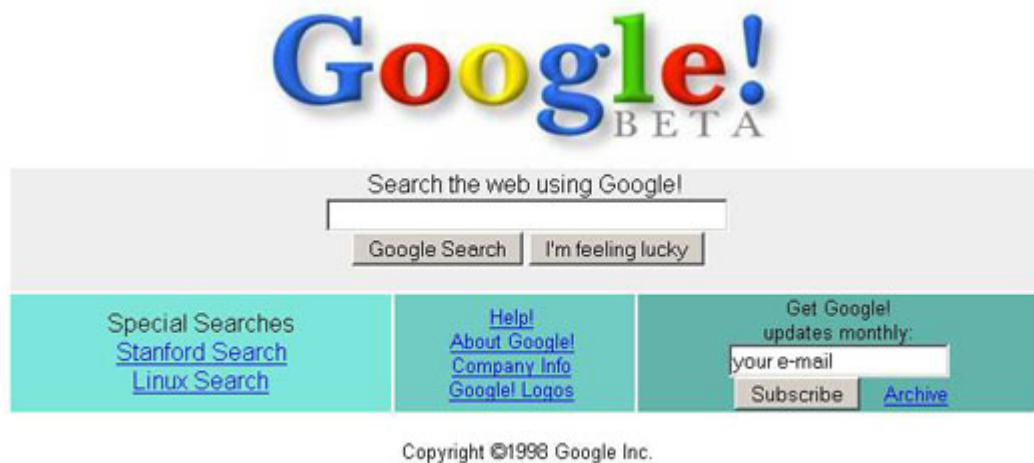 Google!
BETA
Search the web using Google!
Google Search I'm feeling lucky
Special Searches
Stanford Search
Linux Search
Help!
About Google!
Company Info
Google! Logos
Get Google!
updates monthly:
your e-mail
Subscribe Archive
Copyright ©1998 Google Inc.